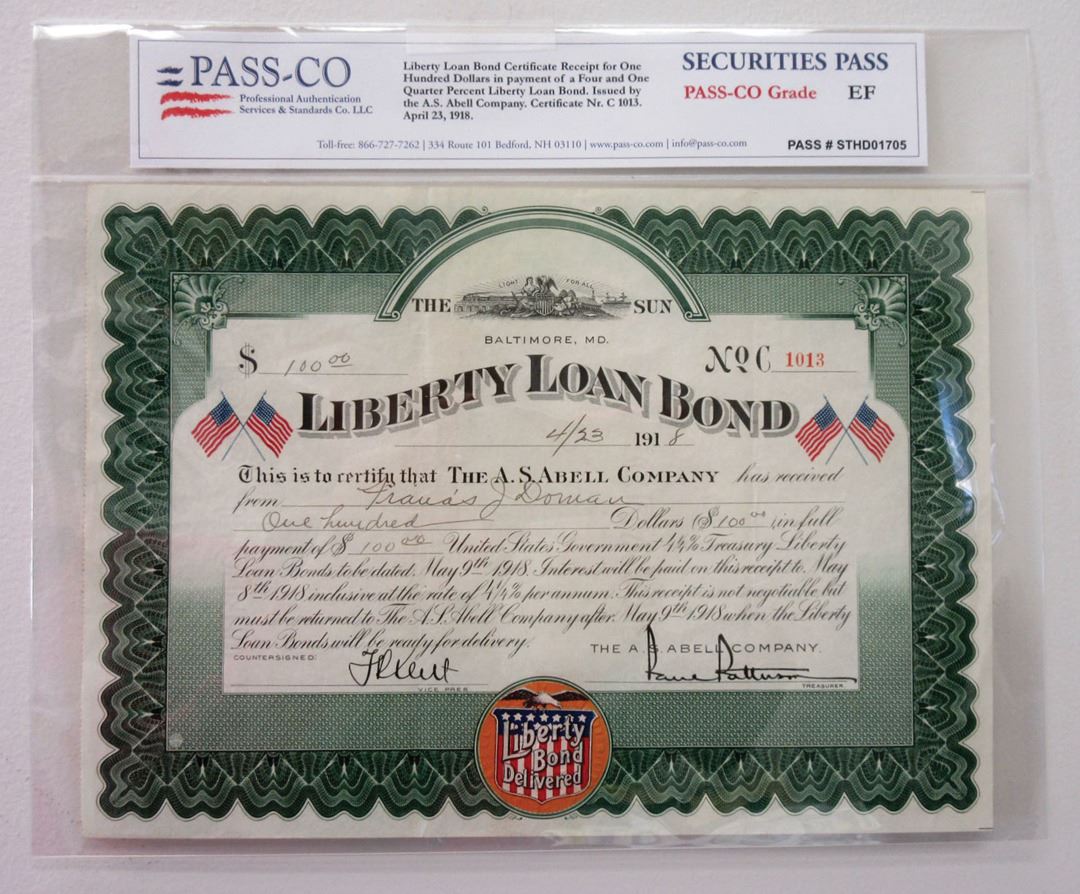 PASS-CO
Professional Authentication
Services & Standards Co. LLC
Liberty Loan Bond Certificate Receipt for One
Hundred Dollars in payment of a Four and One
Quarter Percent Liberty Loan Bond. Issued by
the A.S. Abell Company. Certificate Nr. C 1013.
April 23, 1918.
SECURITIES PASS
PASS-CO Grade EF
Toll-free: 866-727-7262 | 334 Route 101 Bedford, NH 03110 | www.pass-co.com | info@pass-co.com
PASS # STHD01705
LIGHT FOR ALL
THE SUN
BALTIMORE, MD.
$ 100 00
No C 1013
LIBERTY LOAN BOND
4/23 1918
This is to certify that THE A. S. ABELL COMPANY has received
from Francis J Doman
One hundred Dollars ($ 100 00) in full
payment of $ 100 00 United States Government 4¼% Treasury Liberty
Loan Bonds, to be dated May 9th 1918. Interest will be paid on this receipt to May
8th 1918 inclusive at the rate of 4¼% per annum. This receipt is not negotiable but
must be returned to The A.S. Abell Company after May 9th 1918 when the Liberty
Loan Bonds will be ready for delivery.
COUNTERSIGNED:
THE A. S. ABELL COMPANY.
VICE PRES
TREASURER
Liberty
Bond
Delivered